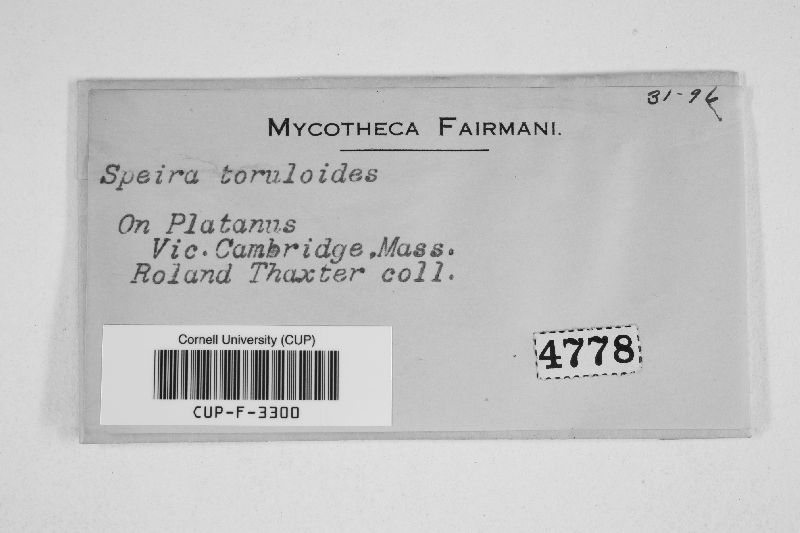 31-96
MYCOTHECA FAIRMANI.
Speira toruloides
On Platanus
Vic. Cambridge, Mass.
Roland Thaxter coll.
Cornell University (CUP)
CUP-F-3300
4778